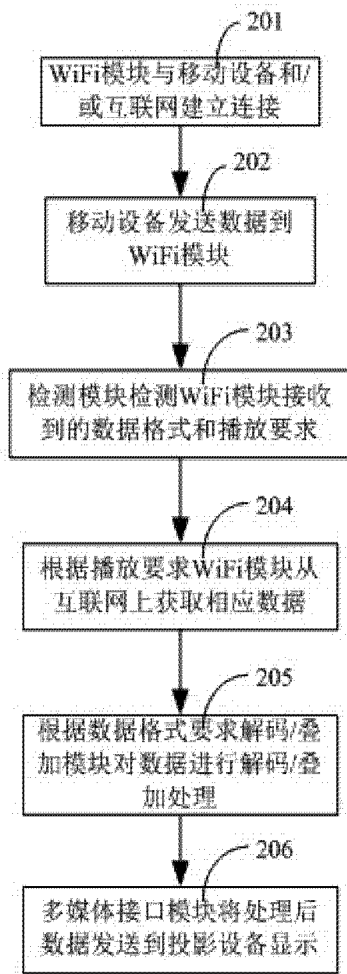 201
WiFi模块与移动设备和/
或互联网建立连接
202
移动设备发送数据到
WiFi模块
203
检测模块检测WiFi模块接收
到的数据格式和播放要求
204
根据播放要求WiFi模块从
互联网上获取相应数据
205
根据数据格式要求解码/叠
加模块对数据进行解码/叠
加处理
206
多媒体接口模块将处理后
数据发送到投影设备显示